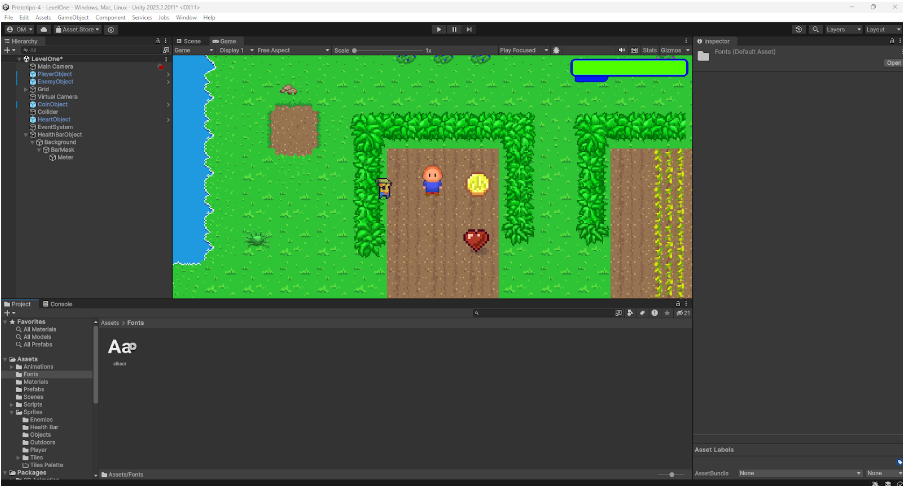 Prototipo-4 - LevelOne - Windows, Mac, Linux - Unity 2023.2.20f1* <DX11>
File Edit Assets GameObject Component Services Jobs Window Help
DM Asset Store Layers Layout
Hierarchy Scene Game Inspector
Game Display 1 Free Aspect Scale 1x Play Focused Stats Gizmos
All
Fonts (Default Asset)
Open
LevelOne*
Main Camera
PlayerObject
EnemyObject
Grid
Virtual Camera
CoinObject
Collider
HeartObject
EventSystem
HealthBarObject
Background
BarMask
Meter
Project Console
21
Favorites
All Materials
All Models
All Prefabs
Assets
Animations
Fonts
Materials
Prefabs
Scenes
Scripts
Sprites
Enemies
Health Bar
Objects
Outdoors
Player
Tiles
Tiles Palette
Packages
Assets > Fonts
Aa
Assets/Fonts
Asset Labels
AssetBundle None None